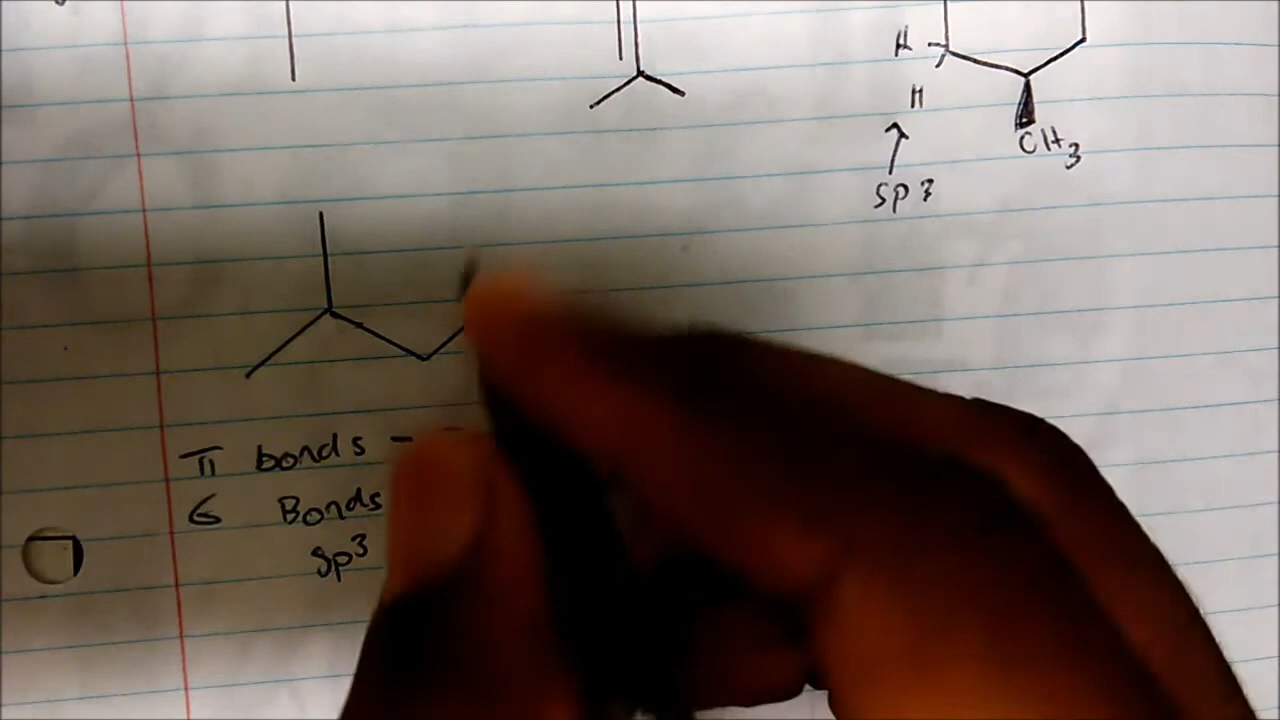 H
H
CH3
sp3
π bonds -
σ Bonds
Sp3